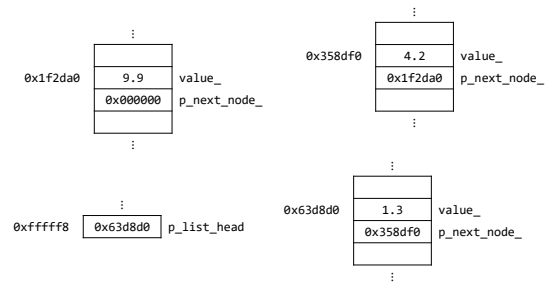 ⋮
0x1f2da0 9.9 value_
0x000000 p_next_node_
⋮
⋮
0x358df0 4.2 value_
0x1f2da0 p_next_node_
⋮
⋮
0xfffff8 0x63d8d0 p_list_head
⋮
0x63d8d0 1.3 value_
0x358df0 p_next_node_
⋮